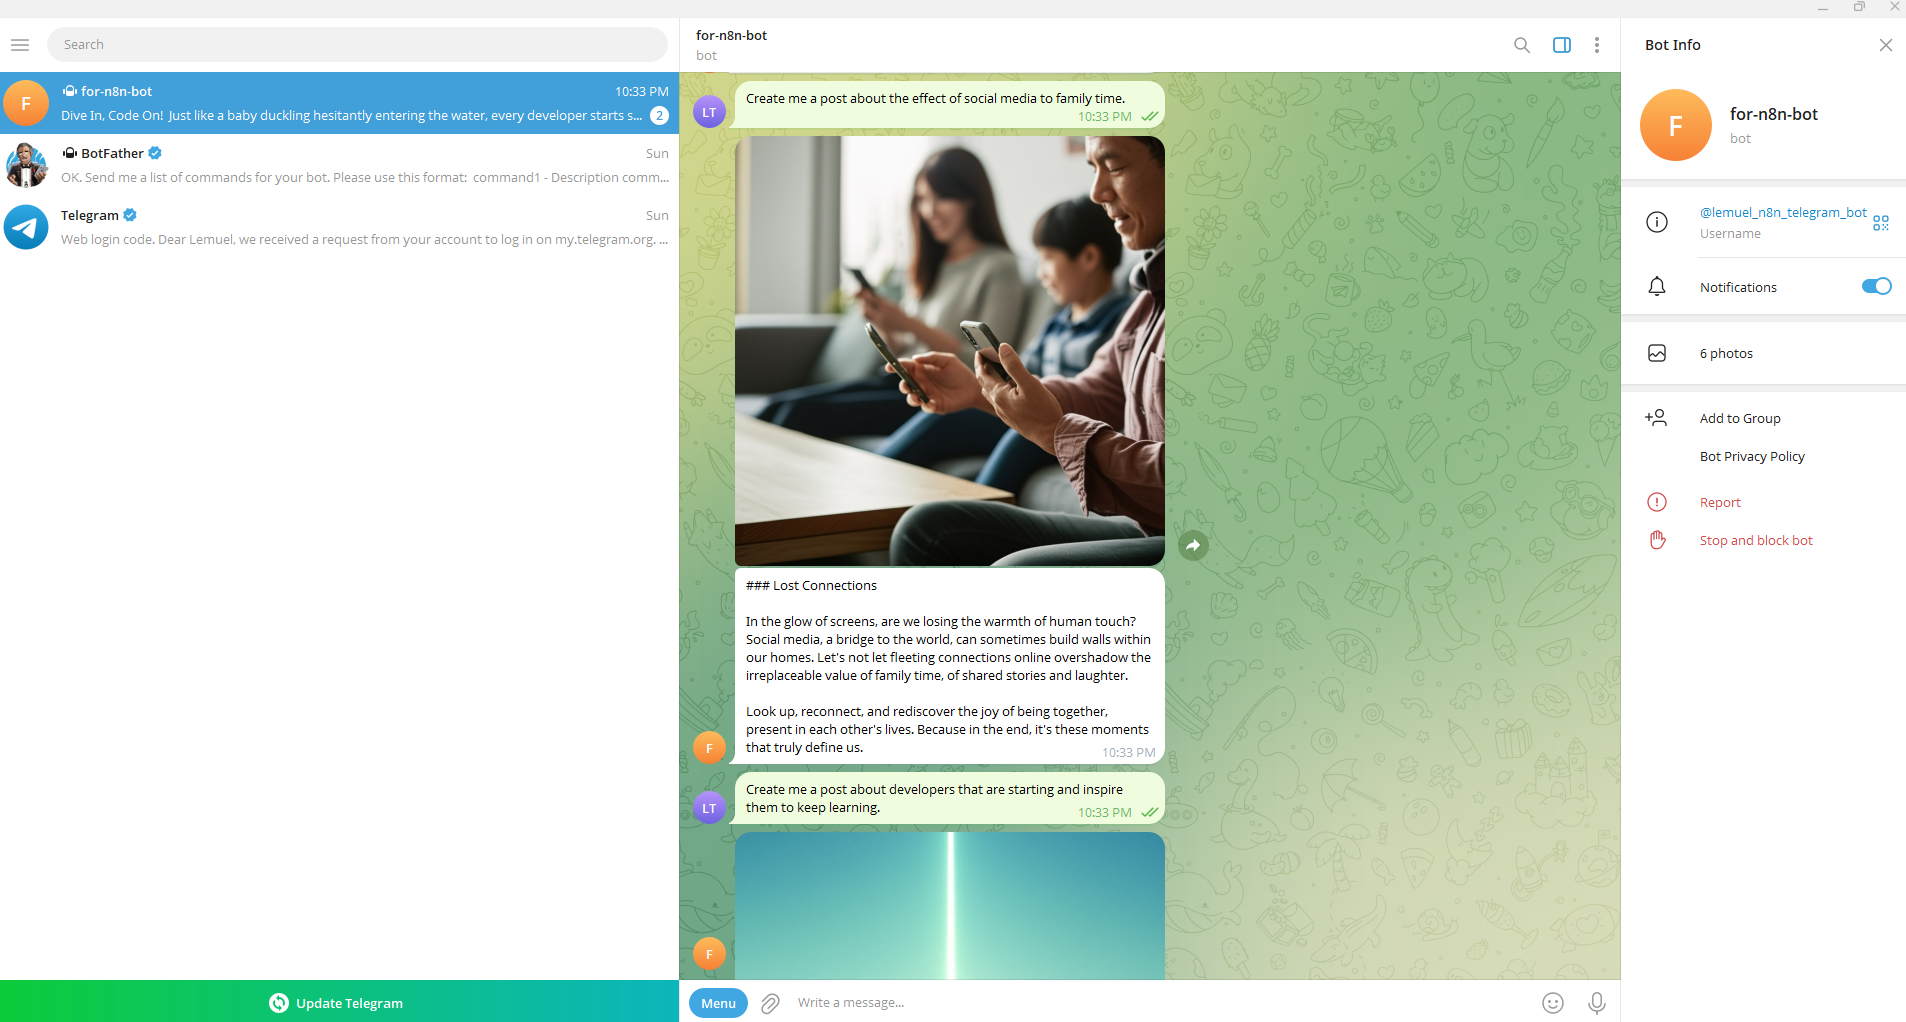 Search
F
for-n8n-bot
10:33 PM
Dive In, Code On! Just like a baby duckling hesitantly entering the water, every developer starts s...
2
BotFather
Sun
OK. Send me a list of commands for your bot. Please use this format: command1 - Description comm...
Telegram
Sun
Web login code. Dear Lemuel, we received a request from your account to log in on my.telegram.org. ...
Update Telegram
for-n8n-bot
bot
LT
Create me a post about the effect of social media to family time.
10:33 PM
### Lost Connections
In the glow of screens, are we losing the warmth of human touch?
Social media, a bridge to the world, can sometimes build walls within
our homes. Let's not let fleeting connections online overshadow the
irreplaceable value of family time, of shared stories and laughter.
Look up, reconnect, and rediscover the joy of being together,
present in each other's lives. Because in the end, it's these moments
that truly define us.
10:33 PM
F
LT
Create me a post about developers that are starting and inspire
them to keep learning.
10:33 PM
F
Menu
Write a message...
Bot Info
F
for-n8n-bot
bot
@lemuel_n8n_telegram_bot
Username
Notifications
6 photos
Add to Group
Bot Privacy Policy
Report
Stop and block bot